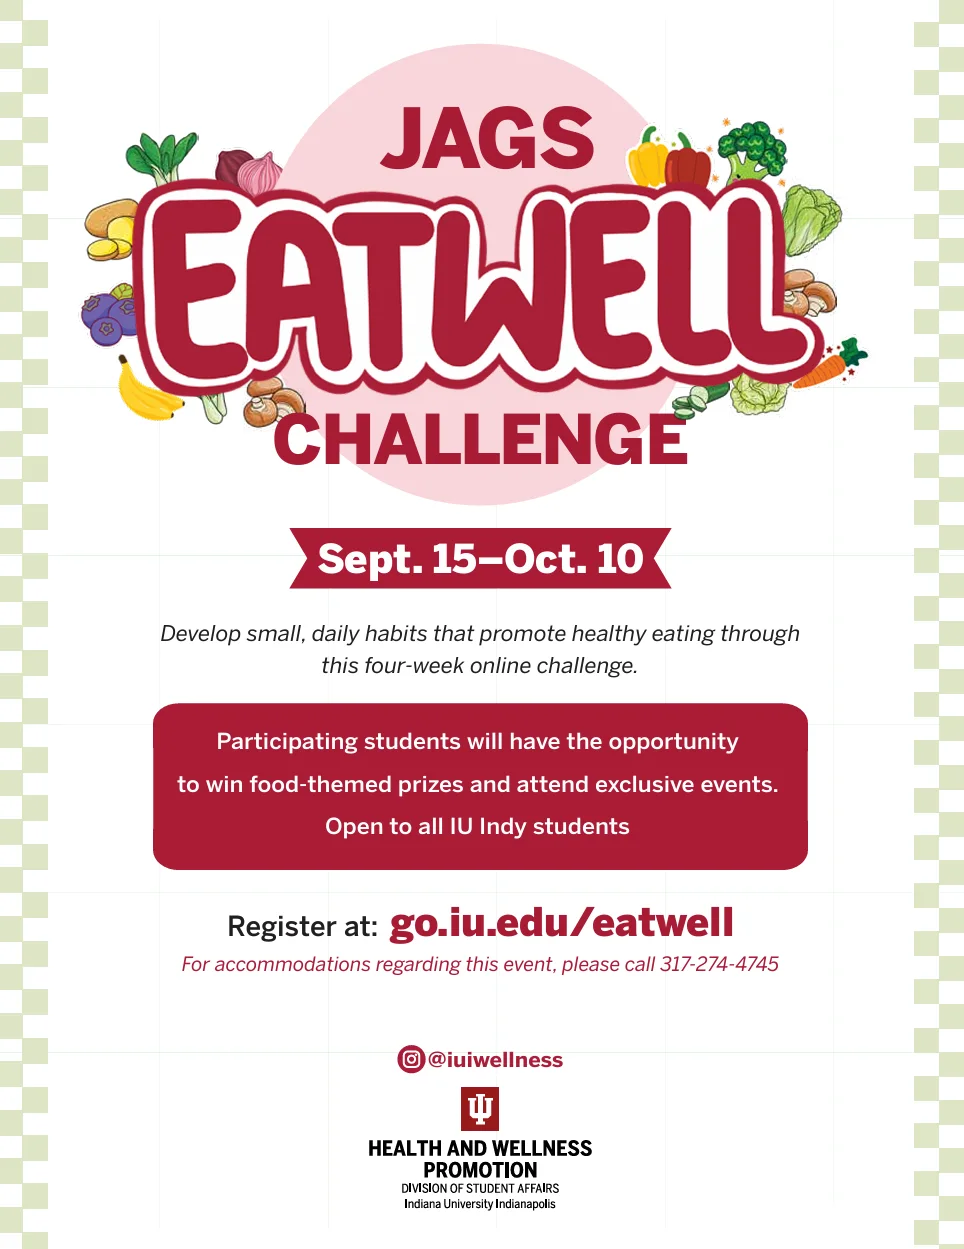 JAGS
EATWELL
CHALLENGE
Sept. 15–Oct. 10
Develop small, daily habits that promote healthy eating through
this four-week online challenge.
Participating students will have the opportunity
to win food-themed prizes and attend exclusive events.
Open to all IU Indy students
Register at: go.iu.edu/eatwell
For accommodations regarding this event, please call 317-274-4745
@iuiwellness
HEALTH AND WELLNESS
PROMOTION
DIVISION OF STUDENT AFFAIRS
Indiana University Indianapolis